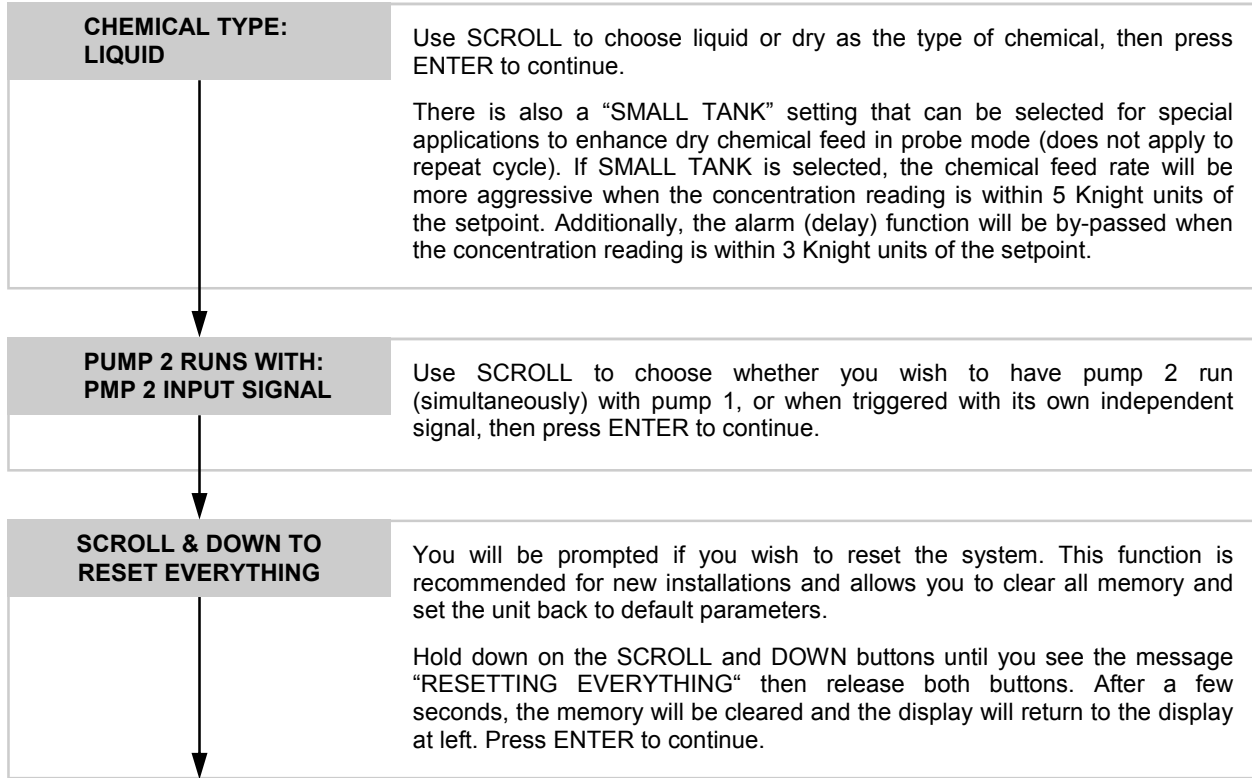 CHEMICAL TYPE:
LIQUID
Use SCROLL to choose liquid or dry as the type of chemical, then press
ENTER to continue.
There is also a “SMALL TANK” setting that can be selected for special
applications to enhance dry chemical feed in probe mode (does not apply to
repeat cycle). If SMALL TANK is selected, the chemical feed rate will be
more aggressive when the concentration reading is within 5 Knight units of
the setpoint. Additionally, the alarm (delay) function will be by-passed when
the concentration reading is within 3 Knight units of the setpoint.
PUMP 2 RUNS WITH:
PMP 2 INPUT SIGNAL
Use SCROLL to choose whether you wish to have pump 2 run
(simultaneously) with pump 1, or when triggered with its own independent
signal, then press ENTER to continue.
SCROLL & DOWN TO
RESET EVERYTHING
You will be prompted if you wish to reset the system. This function is
recommended for new installations and allows you to clear all memory and
set the unit back to default parameters.
Hold down on the SCROLL and DOWN buttons until you see the message
“RESETTING EVERYTHING“ then release both buttons. After a few
seconds, the memory will be cleared and the display will return to the display
at left. Press ENTER to continue.